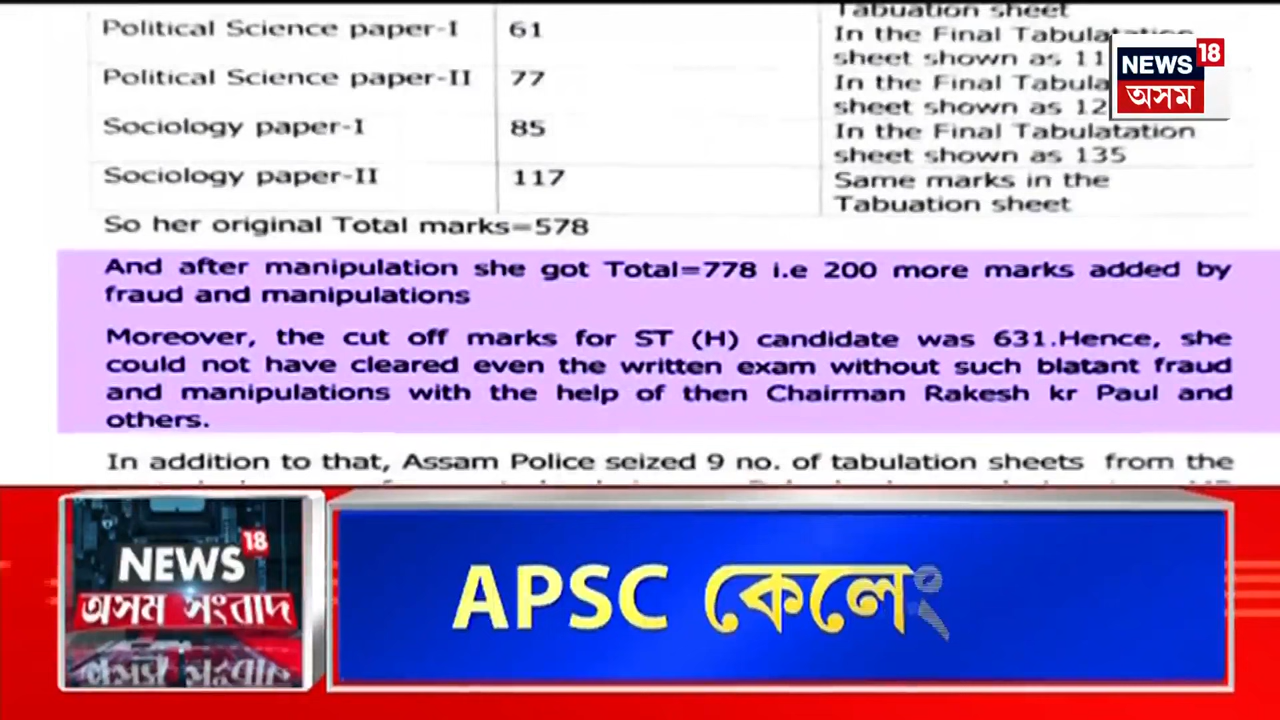 Tabuation sheet
Political Science paper-I 61 In the Final
sheet shown as
Political Science paper-II 77 In the Final
sheet shown as
Sociology paper-I 85 In the Final Tabulatation
sheet shown as 135
Sociology paper-II 117 Same marks in the
Tabuation sheet
So her original Total marks=578
And after manipulation she got Total=778 i.e 200 more marks added by
fraud and manipulations
Moreover, the cut off marks for ST (H) candidate was 631.Hence, she
could not have cleared even the written exam without such blatant fraud
and manipulations with the help of then Chairman Rakesh kr Paul and
others.
In addition to that, Assam Police seized 9 no. of tabulation sheets from the
NEWS 18
অসম
NEWS 18
অসম সংবাদ
APSC কেলেং